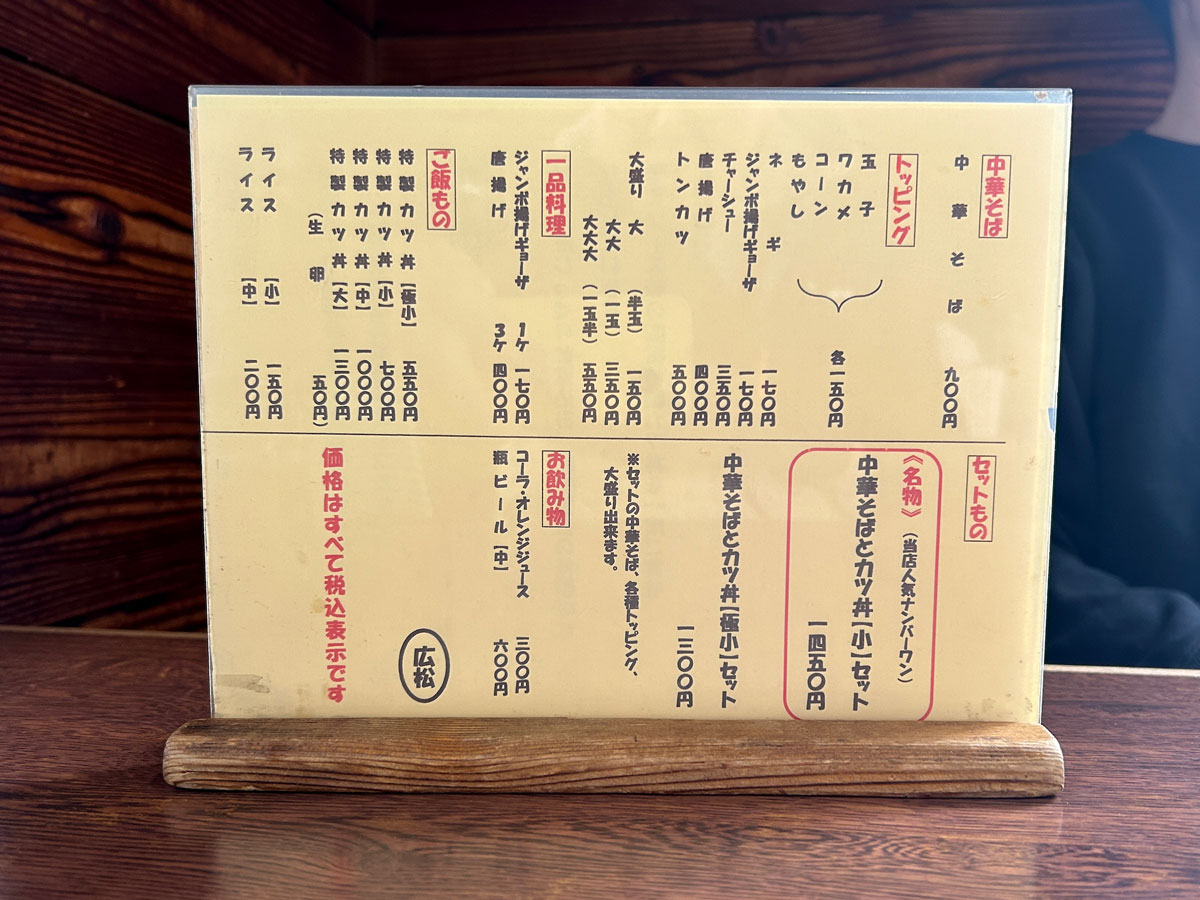 中華そば
中華そば 九〇〇円
トッピング
玉子
ワカメ
コーン
もやし
各一五〇円
ネギ 一七〇円
ジャンボ揚げギョーザ 一七〇円
チャーシュー 三五〇円
唐揚げ 四〇〇円
トンカツ 五〇〇円
大盛り 大 (半玉) 一五〇円
大大 (一玉) 三五〇円
大大大 (一玉半) 五五〇円
一品料理
ジャンボ揚げギョーザ 1ケ 一七〇円
唐揚げ 3ケ 四〇〇円
ご飯もの
特製カツ丼【極小】 五五〇円
特製カツ丼【小】 七〇〇円
特製カツ丼【中】 一〇〇〇円
特製カツ丼【大】 一三〇〇円
(生卵 五〇円)
ライス 【小】 一五〇円
ライス 【中】 二〇〇円
セットもの
《名物》 (当店人気ナンバーワン)
中華そばとカツ丼【小】セット
一四五〇円
中華そばとカツ丼【極小】セット
一三〇〇円
※セットの中華そば、各種トッピング、
大盛り出来ます。
お飲み物
コーラ・オレンジジュース 三〇〇円
瓶ビール【中】 六〇〇円
広松
価格はすべて税込表示です